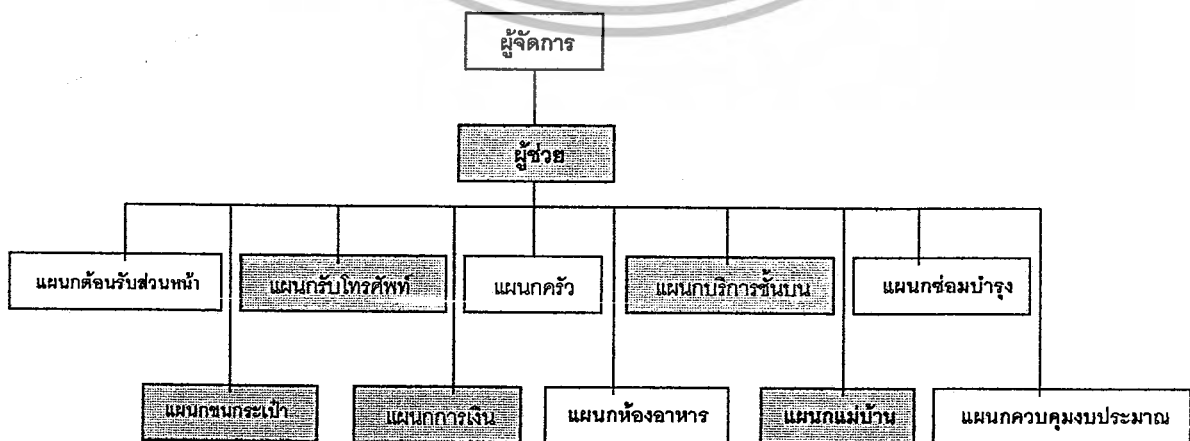 ผู้จัดการ
ผู้ช่วย
แผนกต้อนรับส่วนหน้า
แผนกรับโทรศัพท์
แผนกครัว
แผนกบริการชั้นบน
แผนกซ่อมบำรุง
แผนกขนกระเป๋า
แผนกการเงิน
แผนกห้องอาหาร
แผนกแม่บ้าน
แผนกควบคุมงบประมาณ